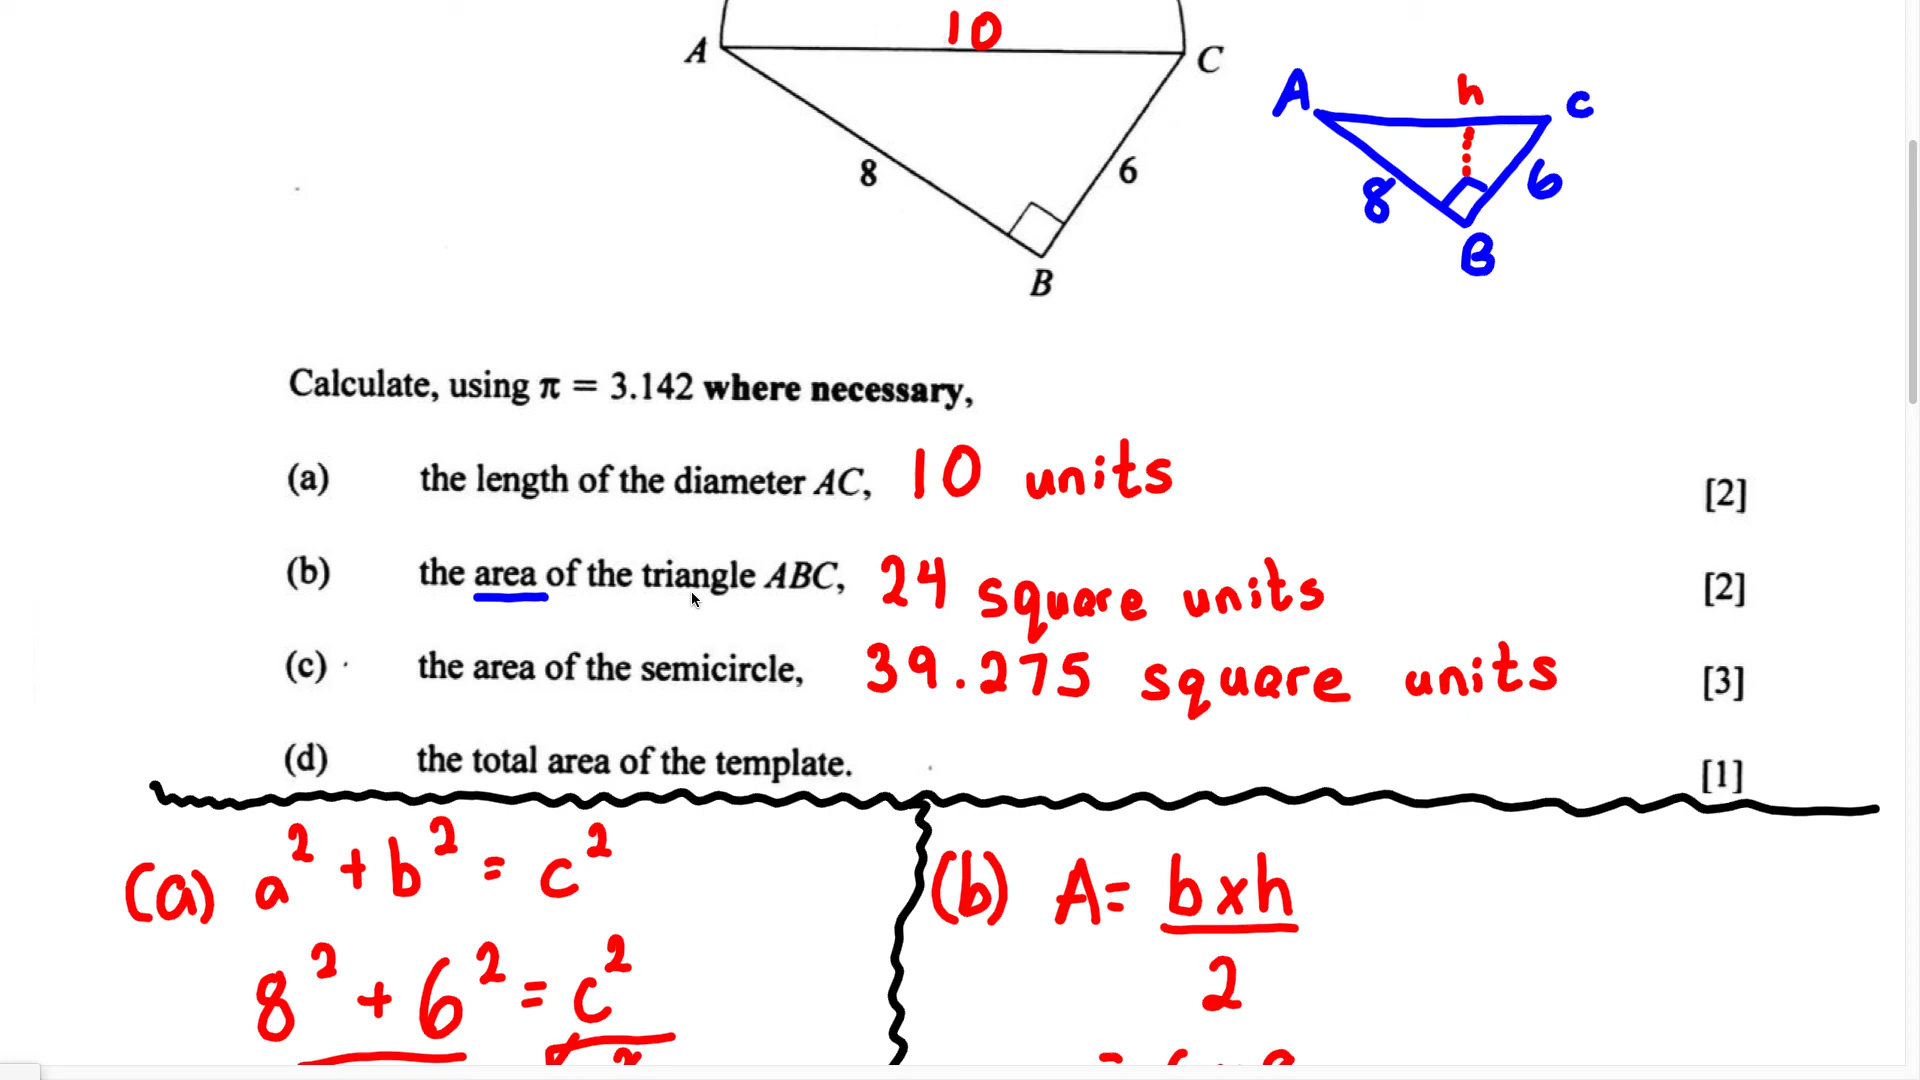 10
A
C
8
6
B
h
A
C
8
6
B
Calculate, using π = 3.142 where necessary,
(a) the length of the diameter AC, 10 units [2]
(b) the area of the triangle ABC, 24 square units [2]
(c) the area of the semicircle, 39.275 square units [3]
(d) the total area of the template. [1]
(a) a² + b² = c²
8² + 6² = c²
(b) A = b x h
2